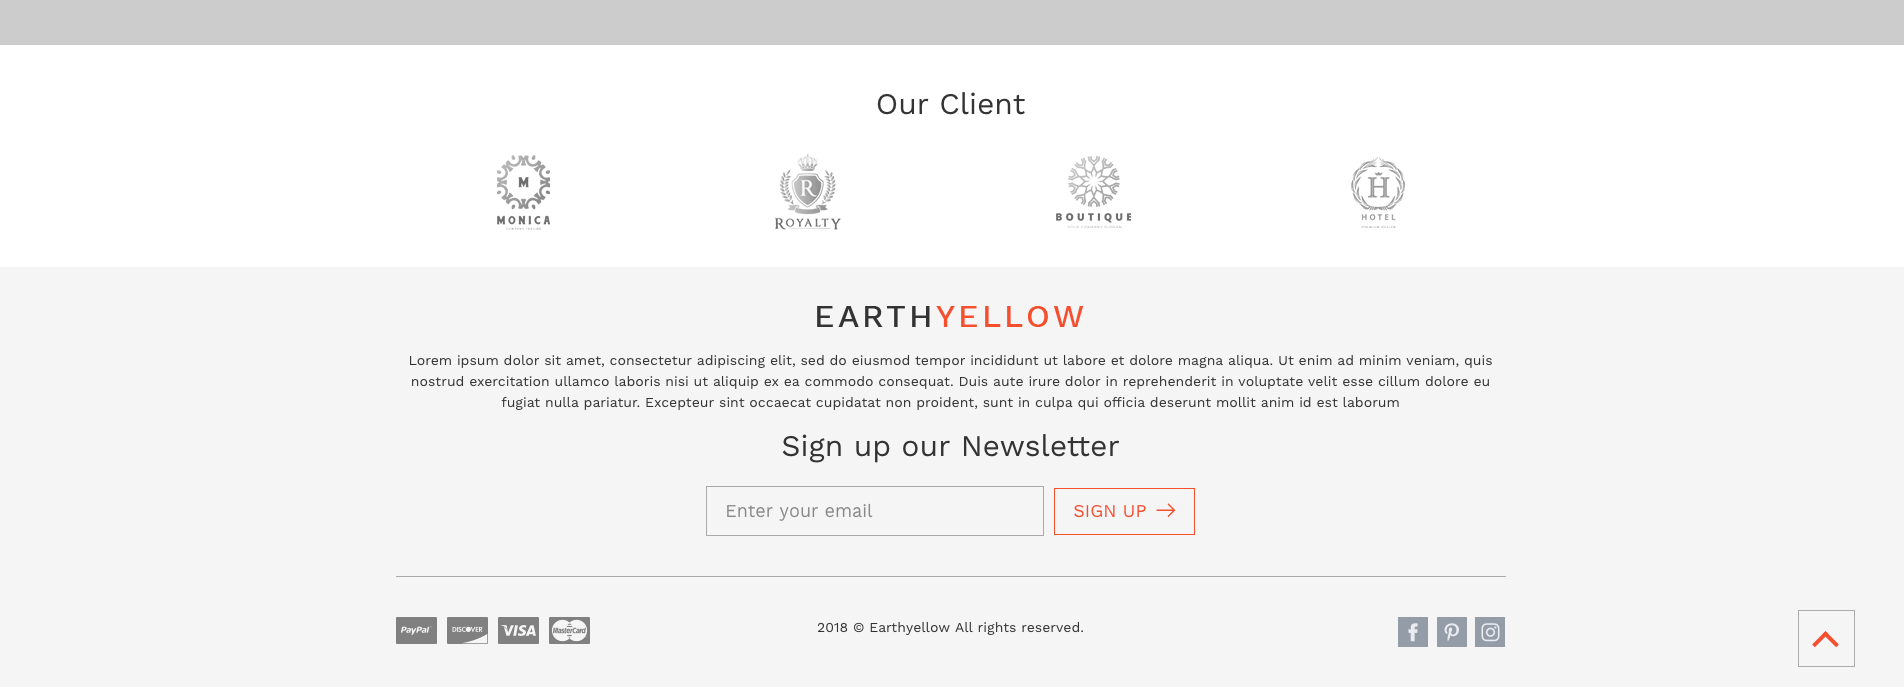 Our Client
M
MONICA
R
ROYALTY
BOUTIQUE
H
HOTEL
EARTHYELLOW
Lorem ipsum dolor sit amet, consectetur adipiscing elit, sed do eiusmod tempor incididunt ut labore et dolore magna aliqua. Ut enim ad minim veniam, quis
nostrud exercitation ullamco laboris nisi ut aliquip ex ea commodo consequat. Duis aute irure dolor in reprehenderit in voluptate velit esse cillum dolore eu
fugiat nulla pariatur. Excepteur sint occaecat cupidatat non proident, sunt in culpa qui officia deserunt mollit anim id est laborum
Sign up our Newsletter
Enter your email
SIGN UP
PayPal
DISCOVER
VISA
MasterCard
2018 © Earthyellow All rights reserved.